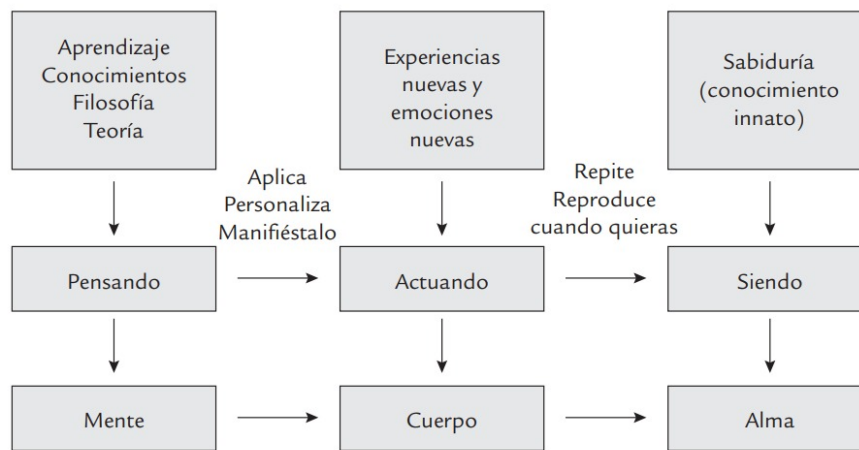 Aprendizaje
Conocimientos
Filosofía
Teoría
Experiencias
nuevas y
emociones
nuevas
Sabiduría
(conocimiento
innato)
Aplica
Personaliza
Manifiéstalo
Repite
Reproduce
cuando quieras
Pensando
Actuando
Siendo
Mente
Cuerpo
Alma